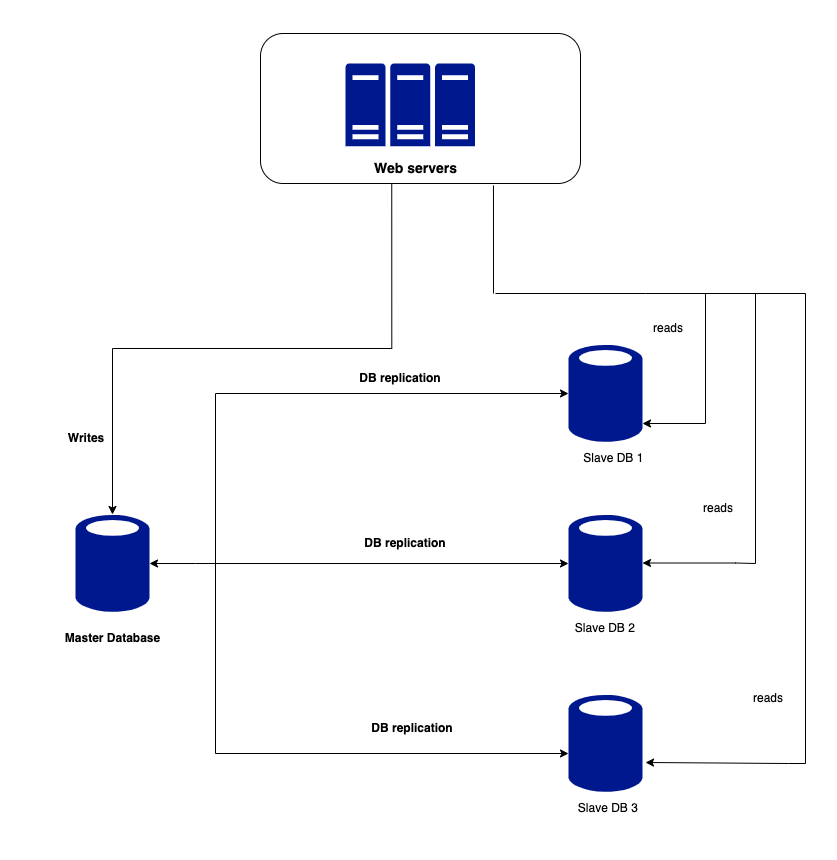 Web servers
reads
DB replication
Writes
Slave DB 1
reads
DB replication
Slave DB 2
Master Database
reads
DB replication
Slave DB 3